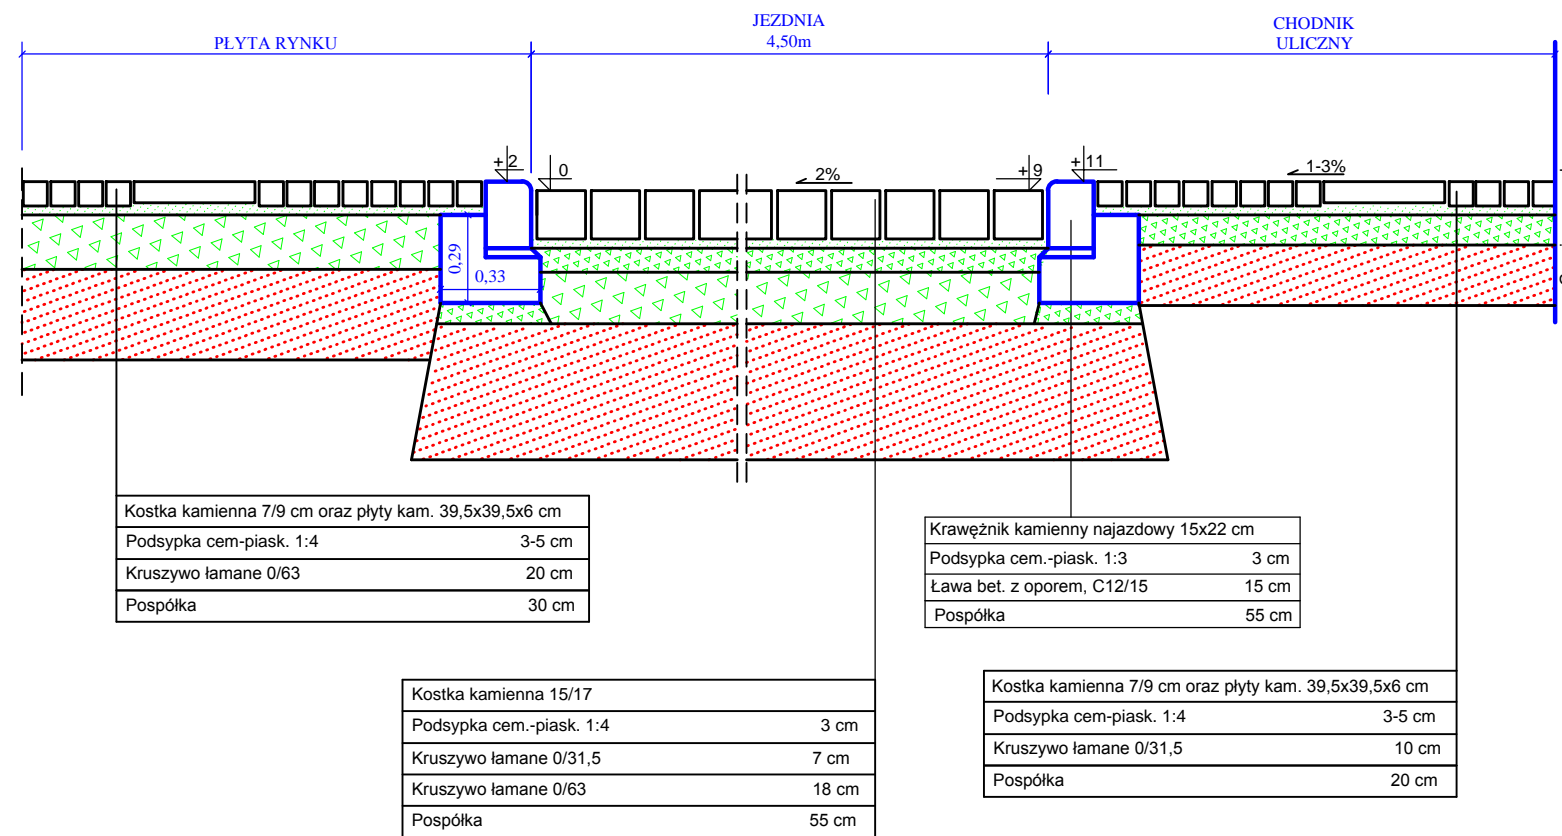 PŁYTA RYNKU
JEZDNIA
4,50m
CHODNIK
ULICZNY
+2
0
2%
+9
+11
1-3%
0,29
0,33
Kostka kamienna 7/9 cm oraz płyty kam. 39,5x39,5x6 cm
Podsypka cem-piask. 1:4 3-5 cm
Kruszywo łamane 0/63 20 cm
Pospółka 30 cm
Krawężnik kamienny najazdowy 15x22 cm
Podsypka cem.-piask. 1:3 3 cm
Ława bet. z oporem, C12/15 15 cm
Pospółka 55 cm
Kostka kamienna 15/17
Podsypka cem.-piask. 1:4 3 cm
Kruszywo łamane 0/31,5 7 cm
Kruszywo łamane 0/63 18 cm
Pospółka 55 cm
Kostka kamienna 7/9 cm oraz płyty kam. 39,5x39,5x6 cm
Podsypka cem-piask. 1:4 3-5 cm
Kruszywo łamane 0/31,5 10 cm
Pospółka 20 cm